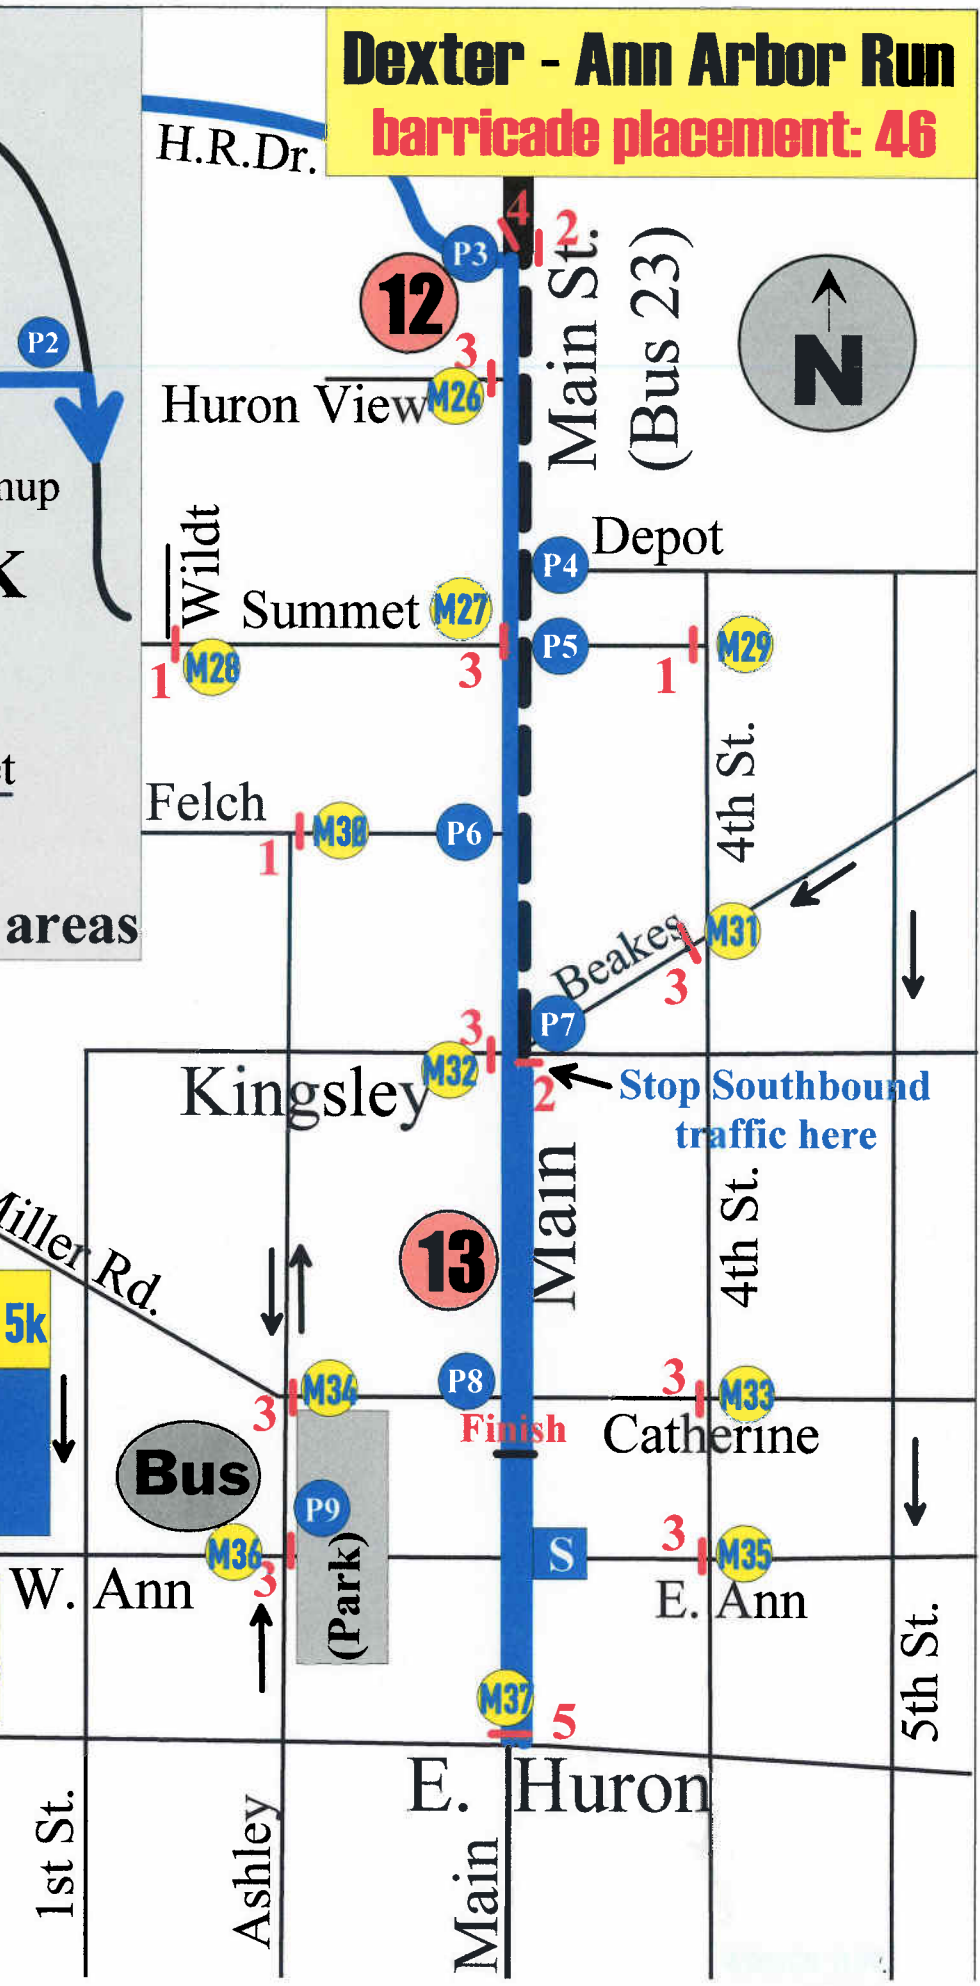 Dexter - Ann Arbor Run
barricade placement: 46
H.R.Dr.
4
2
P3
12
Main St.
(Bus 23)
N
P2
3
Huron View
M26
nup
K
Wildt
Depot
P4
Summet
M27
P5
M29
M28
1
3
1
et
Felch
M30
P6
1
4th St.
areas
Beakes
M31
3
P7
3
M32
Kingsley
2
Stop Southbound
traffic here
Main
4th St.
Miller Rd.
13
5k
M34
P8
3
M33
3
Finish
Catherine
Bus
P9
M36
3
(Park)
S
3
M35
W. Ann
E. Ann
5th St.
M37
5
E. Huron
1st St.
Ashley
Main